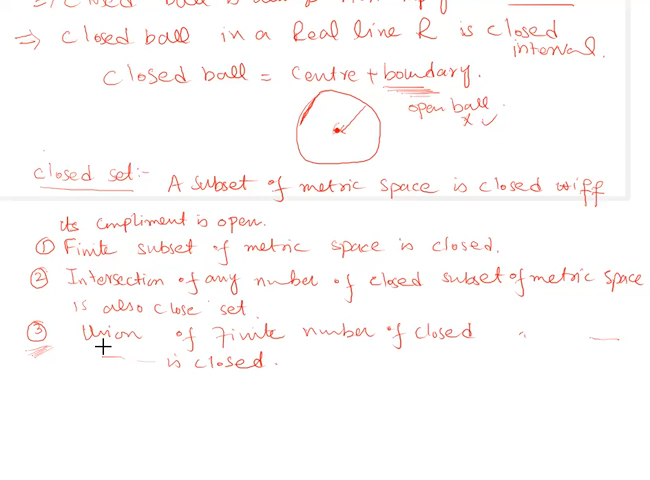 => closed ball in a Real line R is closed interval.
closed ball = centre + boundary.
open ball
x ✓
closed set:- A subset of metric space is closed wiff
its compliment is open.
① Finite subset of metric space is closed.
② Intersection of any number of closed subset of metric space
is also close set.
③ Union of Finite number of closed " —
is closed.